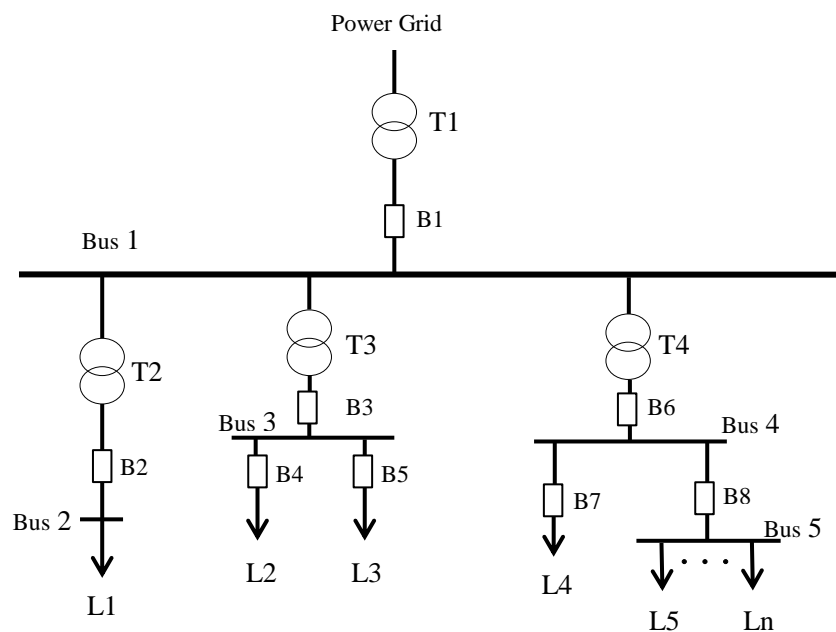 Power Grid
T1
B1
Bus 1
T2
T3
T4
B3
B6
Bus 3
Bus 4
B2
B4
B5
B7
B8
Bus 2
Bus 5
L1
L2
L3
L4
L5
Ln